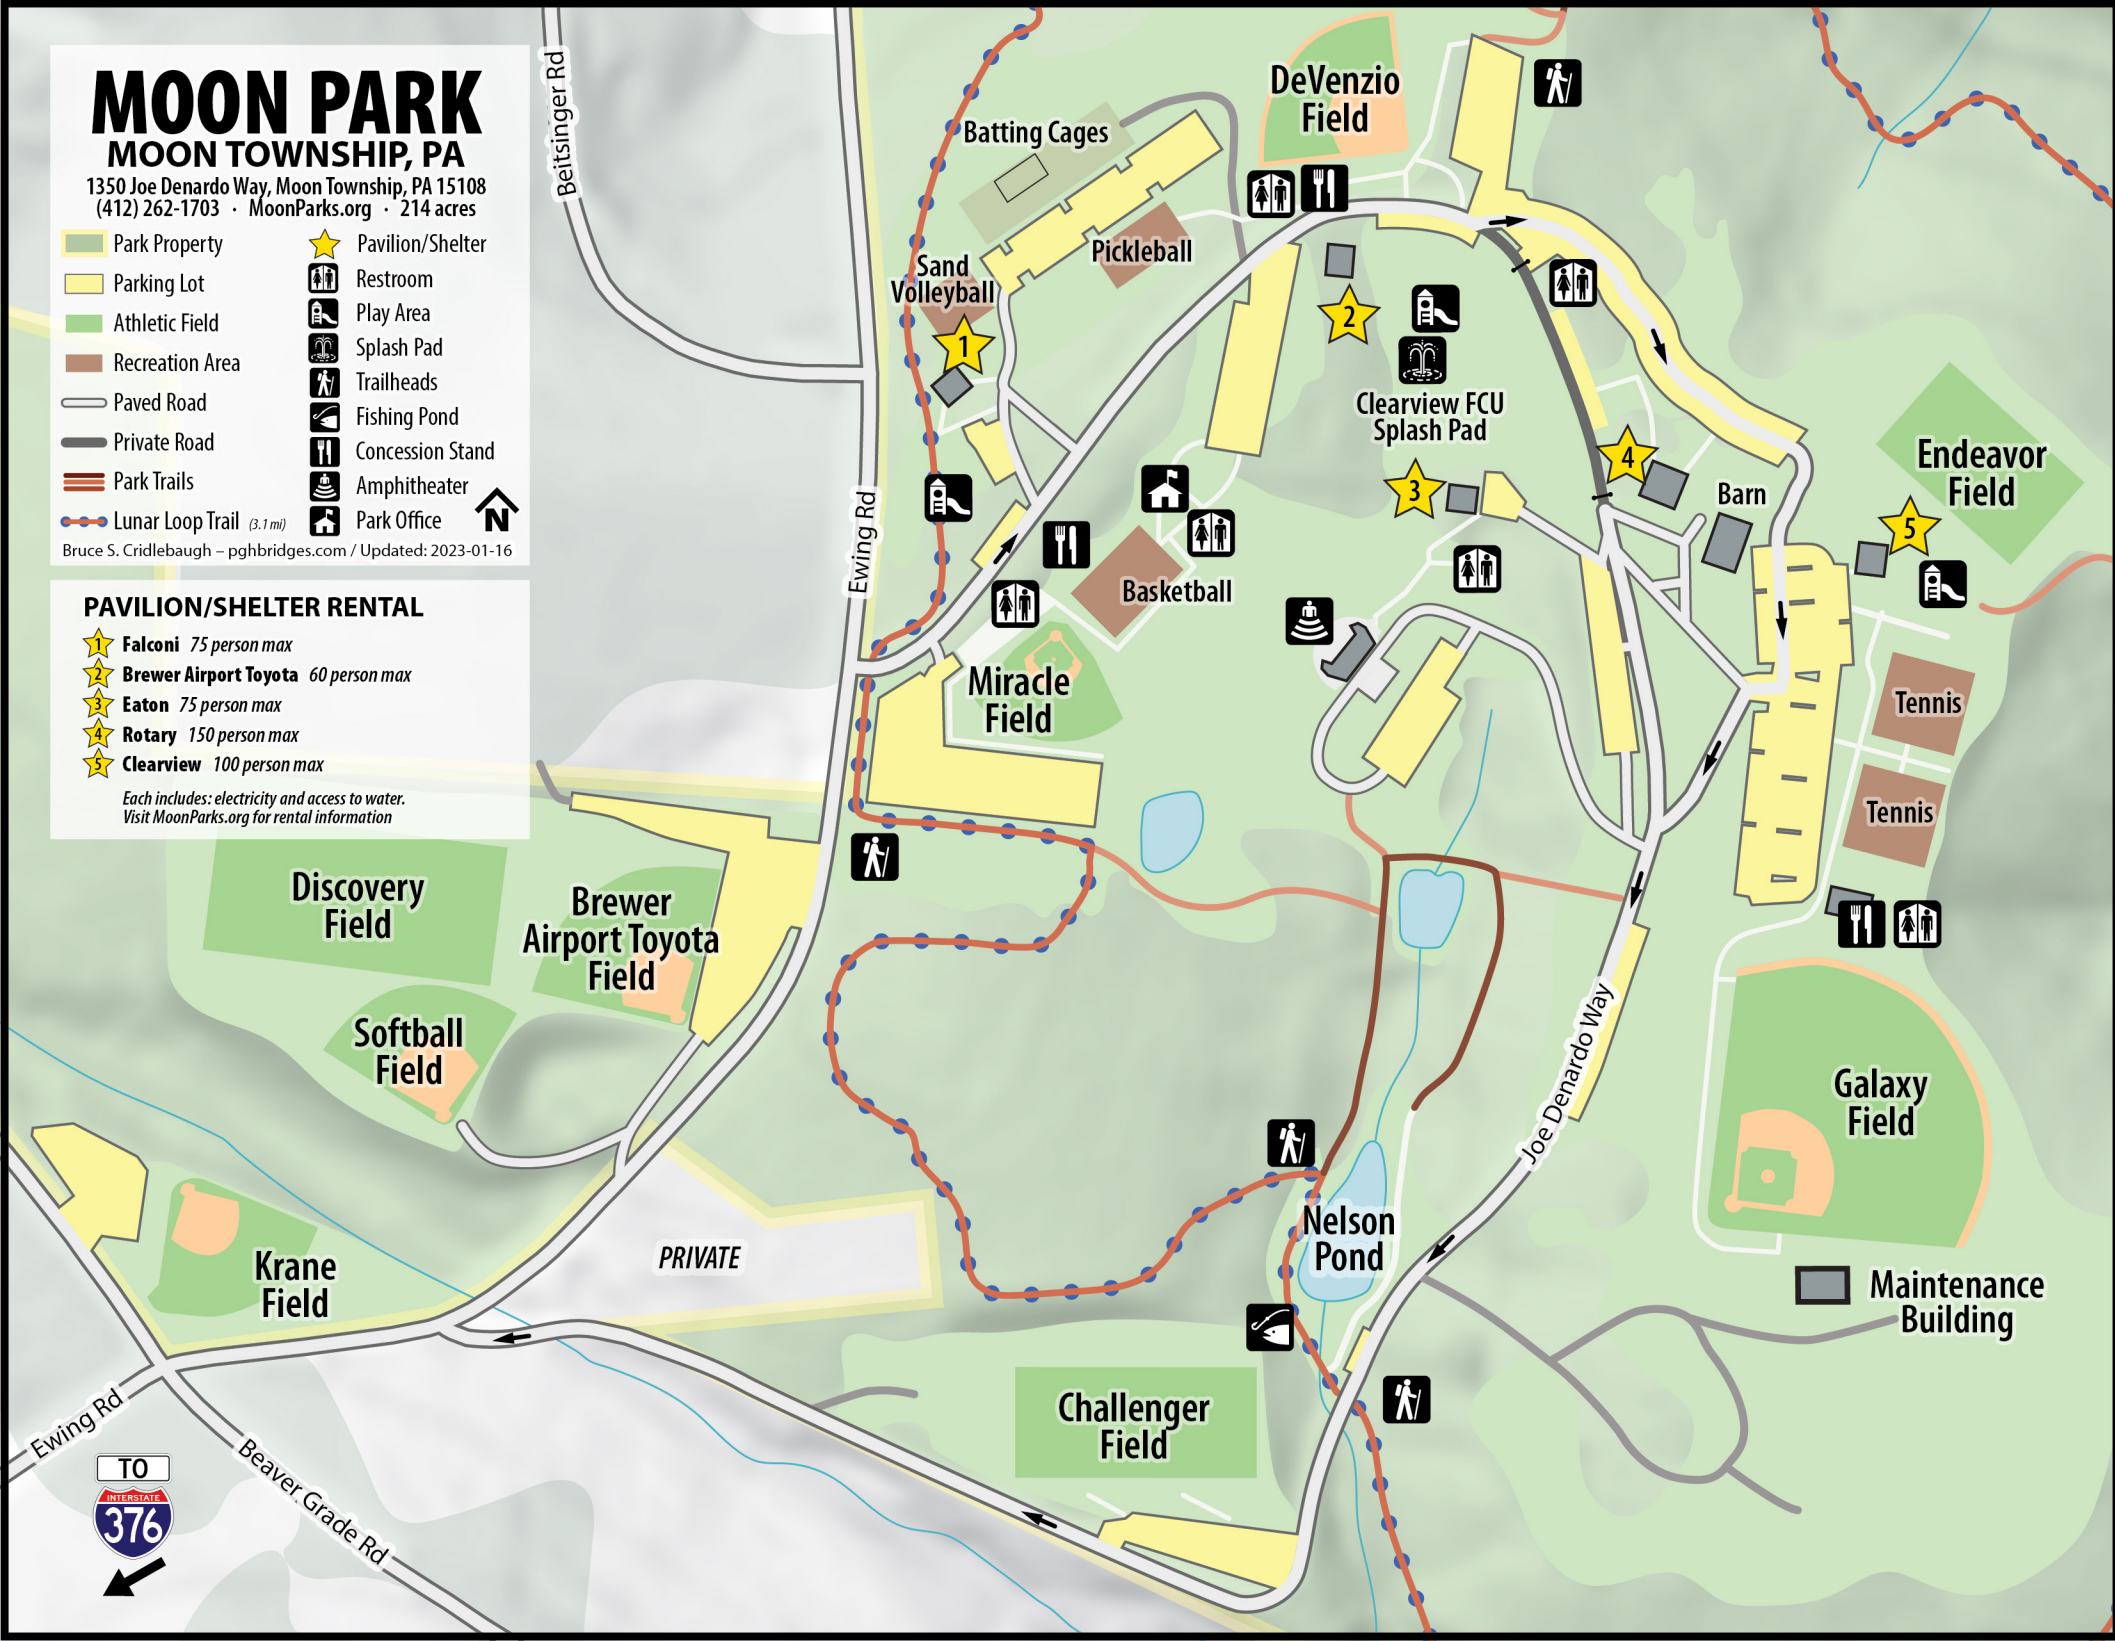 MOON PARK
MOON TOWNSHIP, PA
1350 Joe Denardo Way, Moon Township, PA 15108
(412) 262-1703 · MoonParks.org · 214 acres
Park Property
Parking Lot
Athletic Field
Recreation Area
Paved Road
Private Road
Park Trails
Lunar Loop Trail (3.1 mi)
Pavilion/Shelter
Restroom
Play Area
Splash Pad
Trailheads
Fishing Pond
Concession Stand
Amphitheater
Park Office
N
Bruce S. Cridlebaugh – pghbridges.com / Updated: 2023-01-16
PAVILION/SHELTER RENTAL
1 Falconi 75 person max
2 Brewer Airport Toyota 60 person max
3 Eaton 75 person max
4 Rotary 150 person max
5 Clearview 100 person max
Each includes: electricity and access to water.
Visit MoonParks.org for rental information
Beitsinger Rd
Ewing Rd
Batting Cages
DeVenzio
Field
Pickleball
Sand
Volleyball
1
2
Clearview FCU
Splash Pad
3
4
Barn
Endeavor
Field
5
Basketball
Miracle
Field
Tennis
Tennis
Discovery
Field
Brewer
Airport Toyota
Field
Softball
Field
Joe Denardo Way
Galaxy
Field
Nelson
Pond
PRIVATE
Krane
Field
Maintenance
Building
Challenger
Field
Ewing Rd
Beaver Grade Rd
TO
INTERSTATE
376